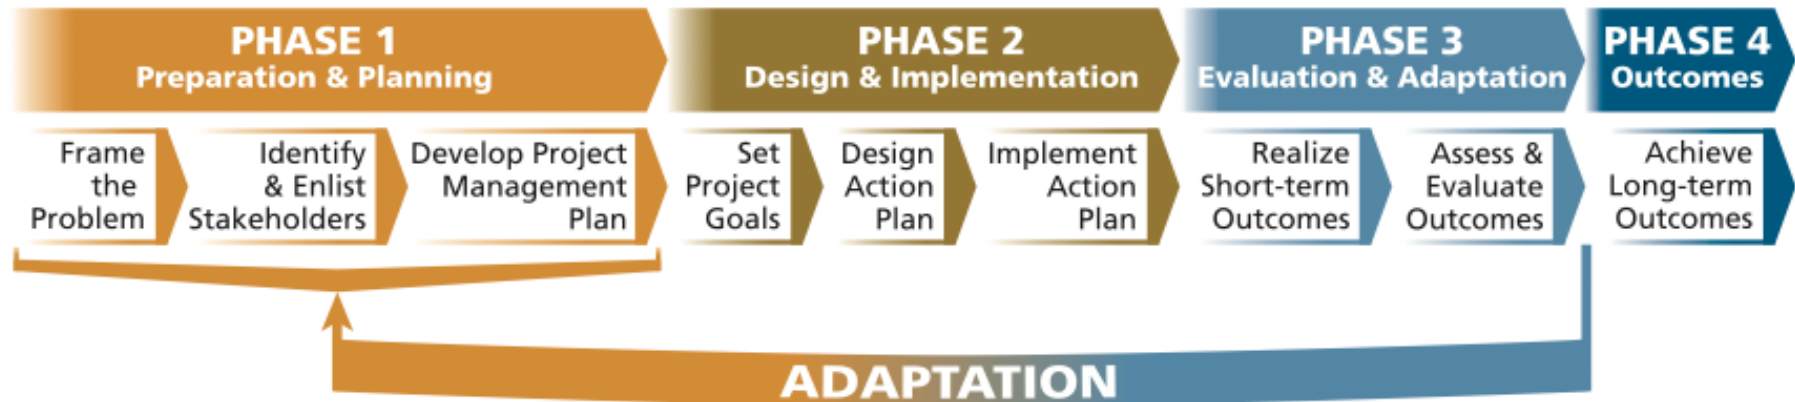 PHASE 1
Preparation & Planning
PHASE 2
Design & Implementation
PHASE 3
Evaluation & Adaptation
PHASE 4
Outcomes
Frame
the
Problem
Identify
& Enlist
Stakeholders
Develop Project
Management
Plan
Set
Project
Goals
Design
Action
Plan
Implement
Action
Plan
Realize
Short-term
Outcomes
Assess &
Evaluate
Outcomes
Achieve
Long-term
Outcomes
ADAPTATION